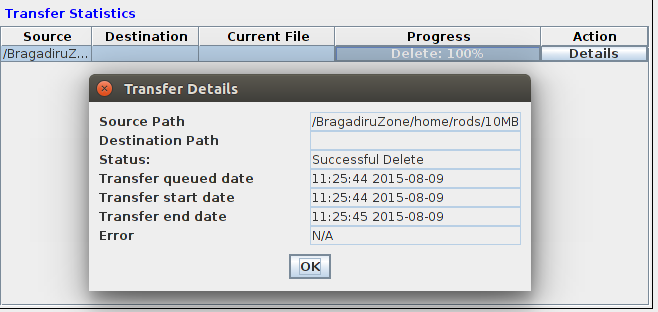 Transfer Statistics
Source Destination Current File Progress Action
/BragadiruZ... Delete: 100% Details
Transfer Details
Source Path /BragadiruZone/home/rods/10MB
Destination Path
Status: Successful Delete
Transfer queued date 11:25:44 2015-08-09
Transfer start date 11:25:44 2015-08-09
Transfer end date 11:25:45 2015-08-09
Error N/A
OK